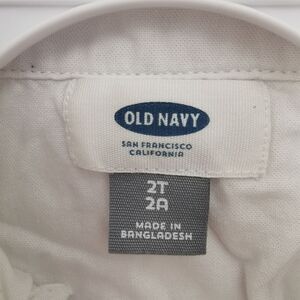 OLD NAVY
SAN FRANCISCO
CALIFORNIA
2T
2A
MADE IN
BANGLADESH